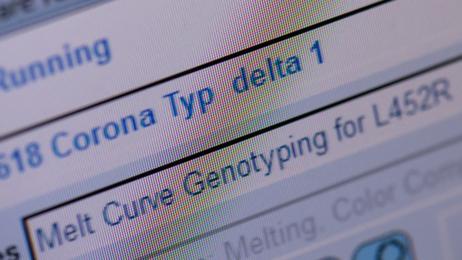 Running
618 Corona Typ delta 1
Melt Curve Genotyping for L452R
Melting. Color Com